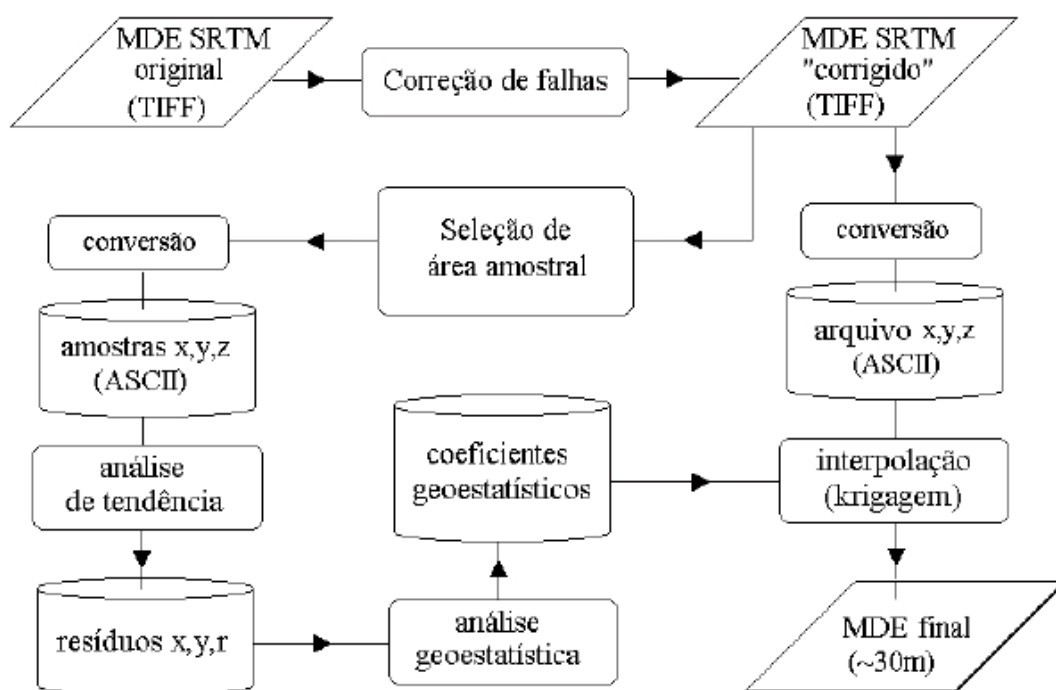 MDE SRTM
original
(TIFF)
Correção de falhas
MDE SRTM
"corrigido"
(TIFF)
conversão
Seleção de
área amostral
conversão
amostras x,y,z
(ASCII)
arquivo x,y,z
(ASCII)
análise
de tendência
coeficientes
geoestatísticos
interpolação
(krigagem)
resíduos x,y,r
análise
geoestatística
MDE final
(~30m)